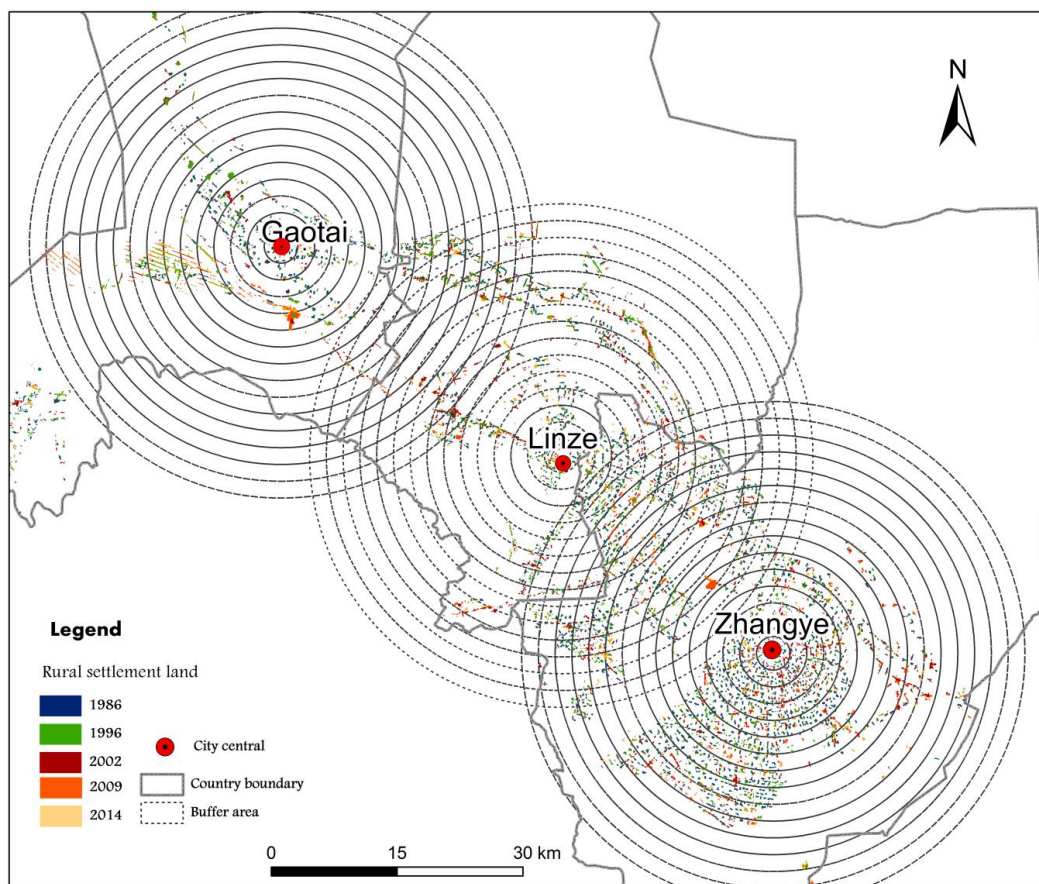 N
Gaotai
Linze
Zhangye
Legend
Rural settlement land
1986
1996
2002
2009
2014
City central
Country boundary
Buffer area
0 15 30 km